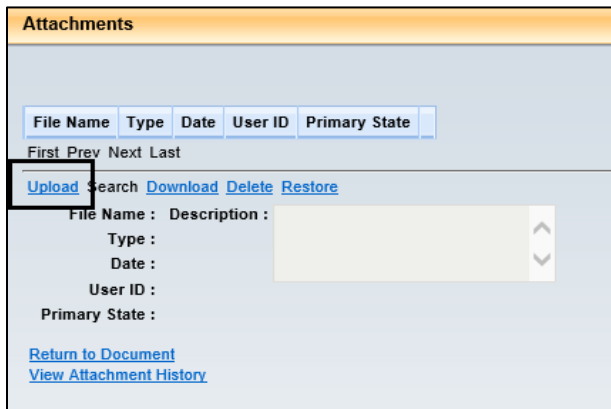 Attachments
File Name Type Date User ID Primary State
First Prev Next Last
Upload Search Download Delete Restore
File Name : Description :
Type :
Date :
User ID :
Primary State :
Return to Document
View Attachment History